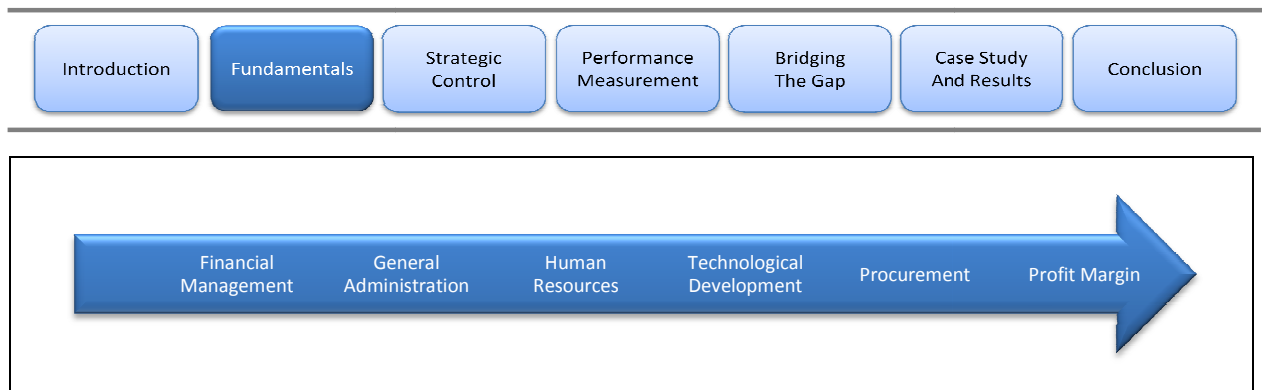 Introduction
Fundamentals
Strategic
Control
Performance
Measurement
Bridging
The Gap
Case Study
And Results
Conclusion
Financial
Management
General
Administration
Human
Resources
Technological
Development
Procurement
Profit Margin